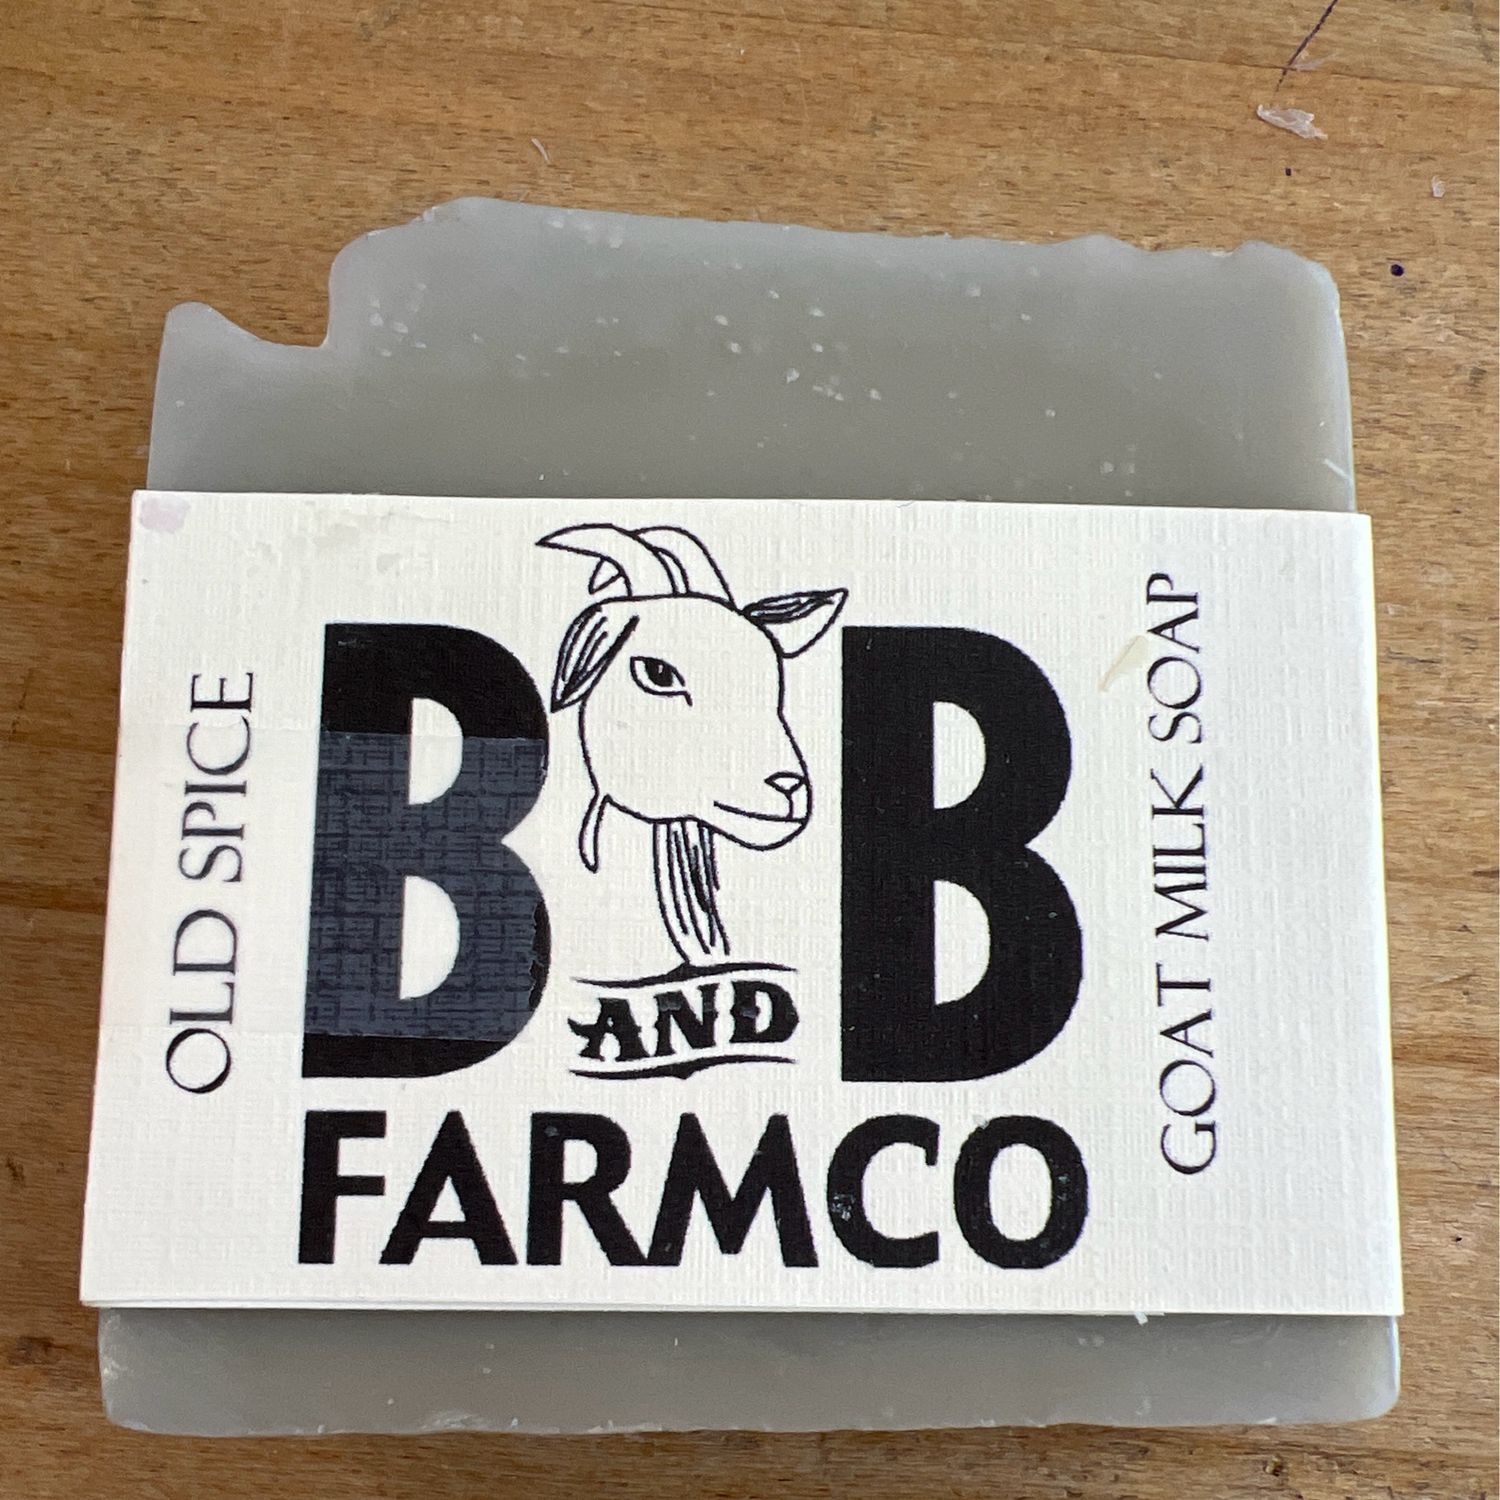 OLD SPICE
B AND B
FARMCO
GOAT MILK SOAP